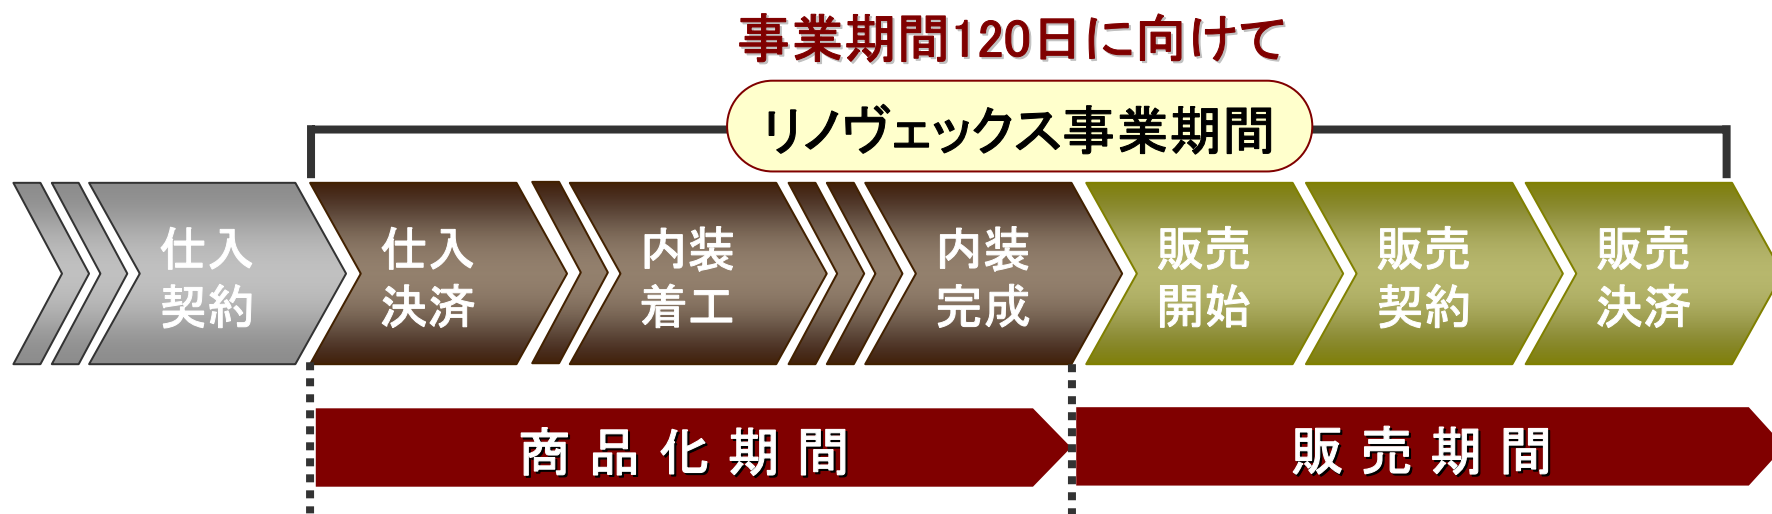 事業期間120日に向けて
リノヴェックス事業期間
仕入
契約
仕入
決済
内装
着工
内装
完成
販売
開始
販売
契約
販売
決済
商品化期間
販売期間